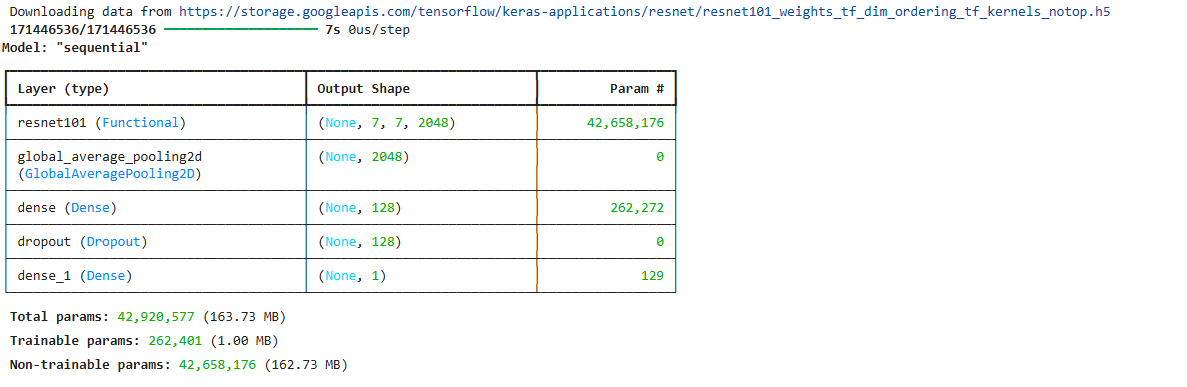 Downloading data from https://storage.googleapis.com/tensorflow/keras-applications/resnet/resnet101_weights_tf_dim_ordering_tf_kernels_notop.h5
171446536/171446536 ━━━━━━━━━━━━━━━━━━━━ 7s 0us/step
Model: "sequential"
Layer (type) Output Shape Param #
resnet101 (Functional) (None, 7, 7, 2048) 42,658,176
global_average_pooling2d (None, 2048) 0
(GlobalAveragePooling2D)
dense (Dense) (None, 128) 262,272
dropout (Dropout) (None, 128) 0
dense_1 (Dense) (None, 1) 129
Total params: 42,920,577 (163.73 MB)
Trainable params: 262,401 (1.00 MB)
Non-trainable params: 42,658,176 (162.73 MB)